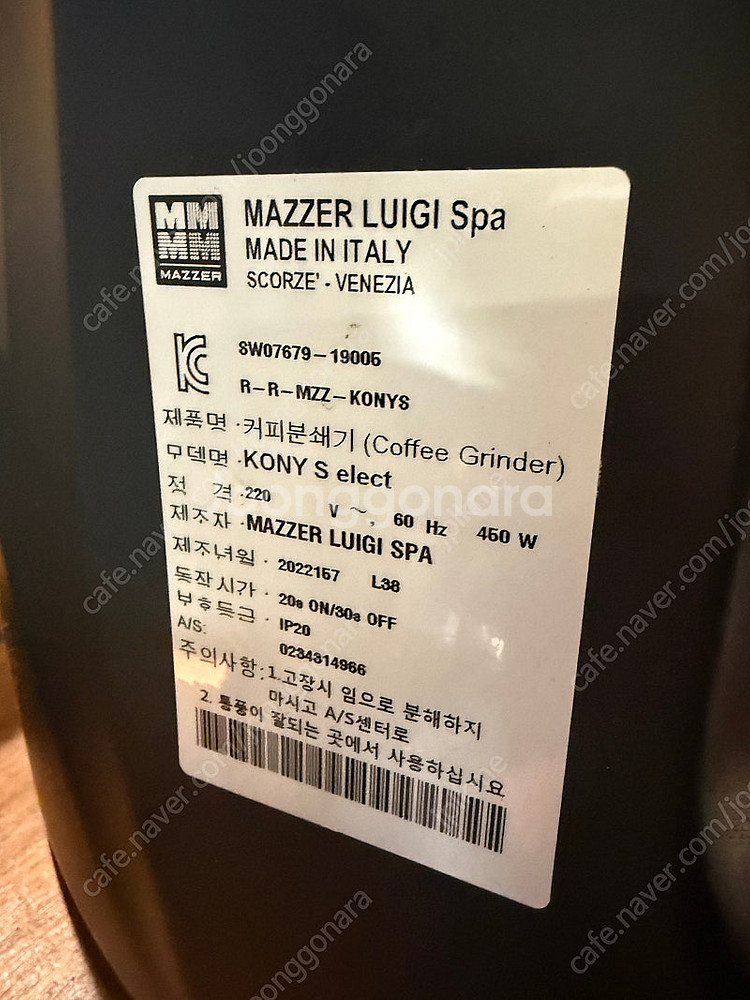 MAZZER
MAZZER LUIGI Spa
MADE IN ITALY
SCORZE' - VENEZIA
SW07679-19005
R-R-MZZ-KONYS
제품명 · 커피분쇄기 (Coffee Grinder)
모델명 · KONY S elect
정 격 · 220 V ~, 60 Hz 450 W
제조자 · MAZZER LUIGI SPA
제조년월 · 2022157 L38
동작시간 · 20s ON/30s OFF
보호등급 · IP20
A/S: 0234314966
주의사항: 1.고장시 임으로 분해하지
마시고 A/S센터로
2. 통풍이 잘되는 곳에서 사용하십시요
joonggonara
cafe.naver.com/joonggonara